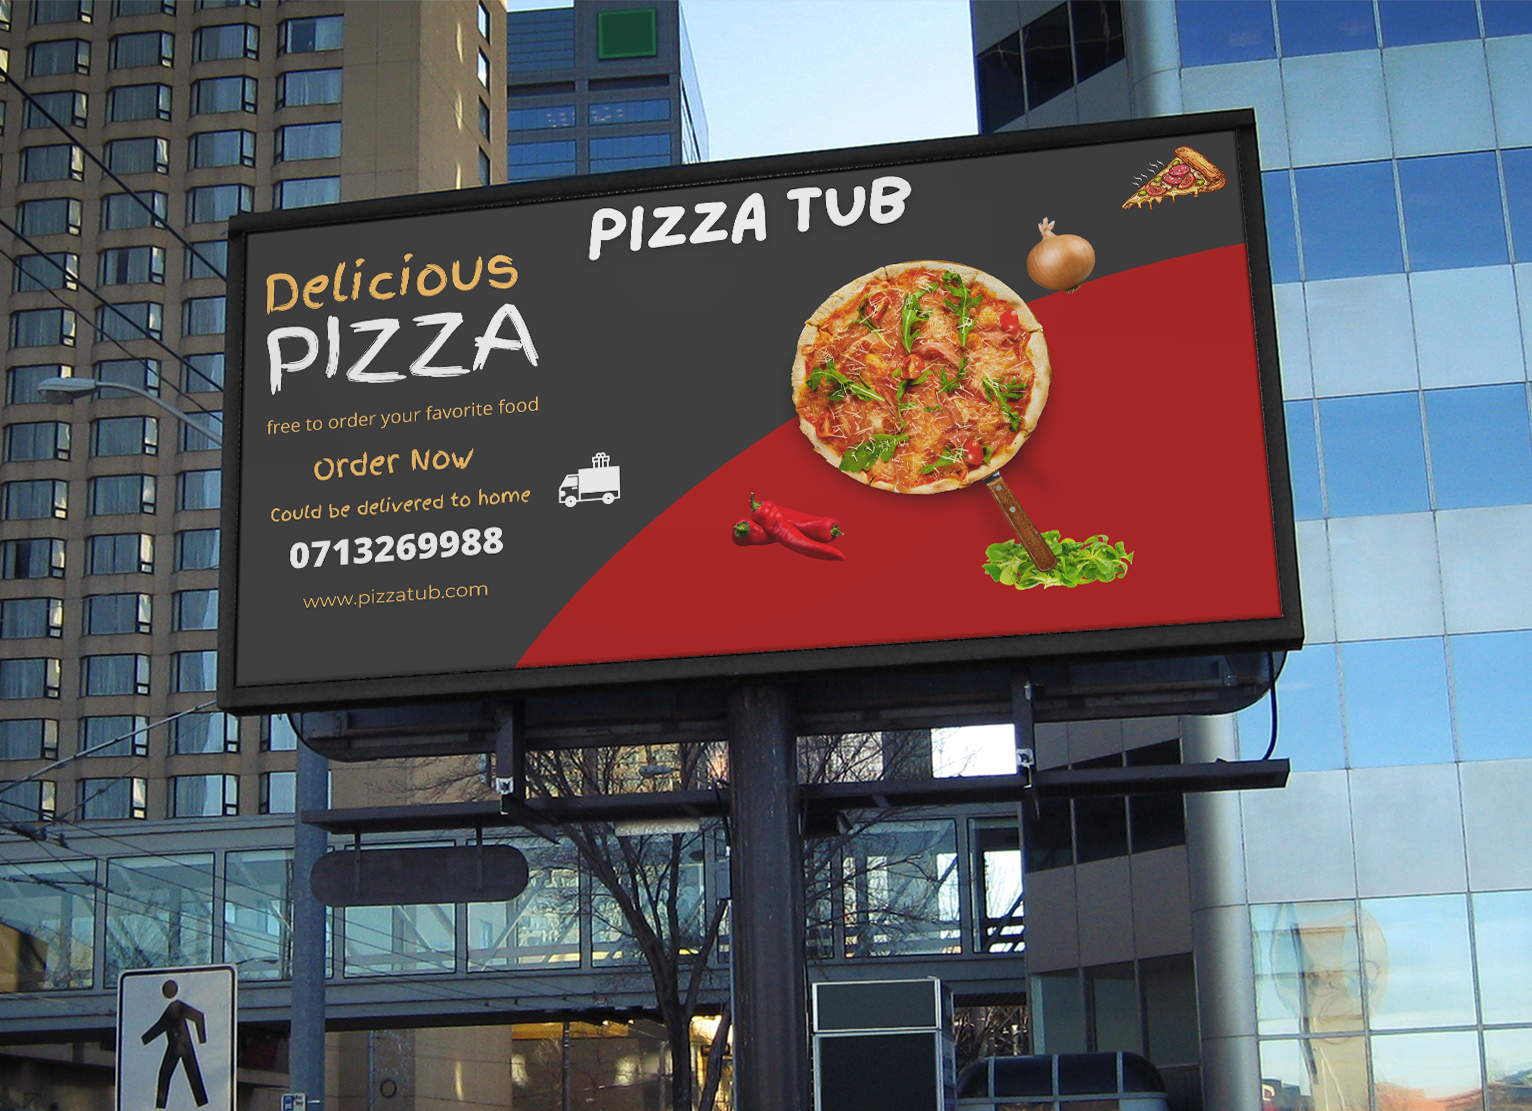 PIZZA TUB
Delicious
PIZZA
free to order your favorite food
Order Now
Could be delivered to home
0713269988
www.pizzatub.com